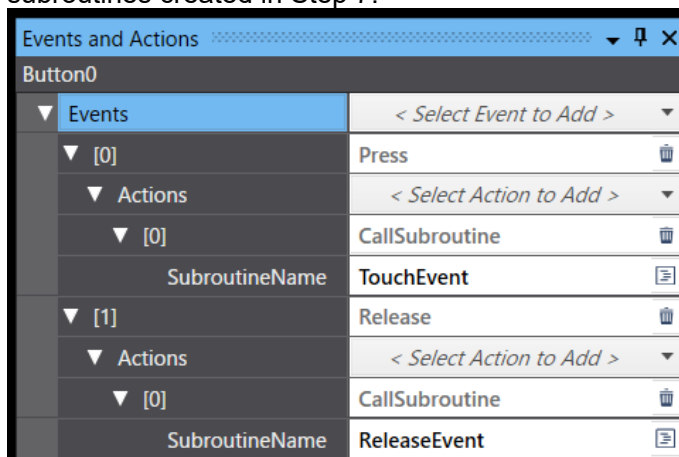 subroutines created in Step 7.
Events and Actions
Button0
Events < Select Event to Add >
[0] Press
Actions < Select Action to Add >
[0] CallSubroutine
SubroutineName TouchEvent
[1] Release
Actions < Select Action to Add >
[0] CallSubroutine
SubroutineName ReleaseEvent